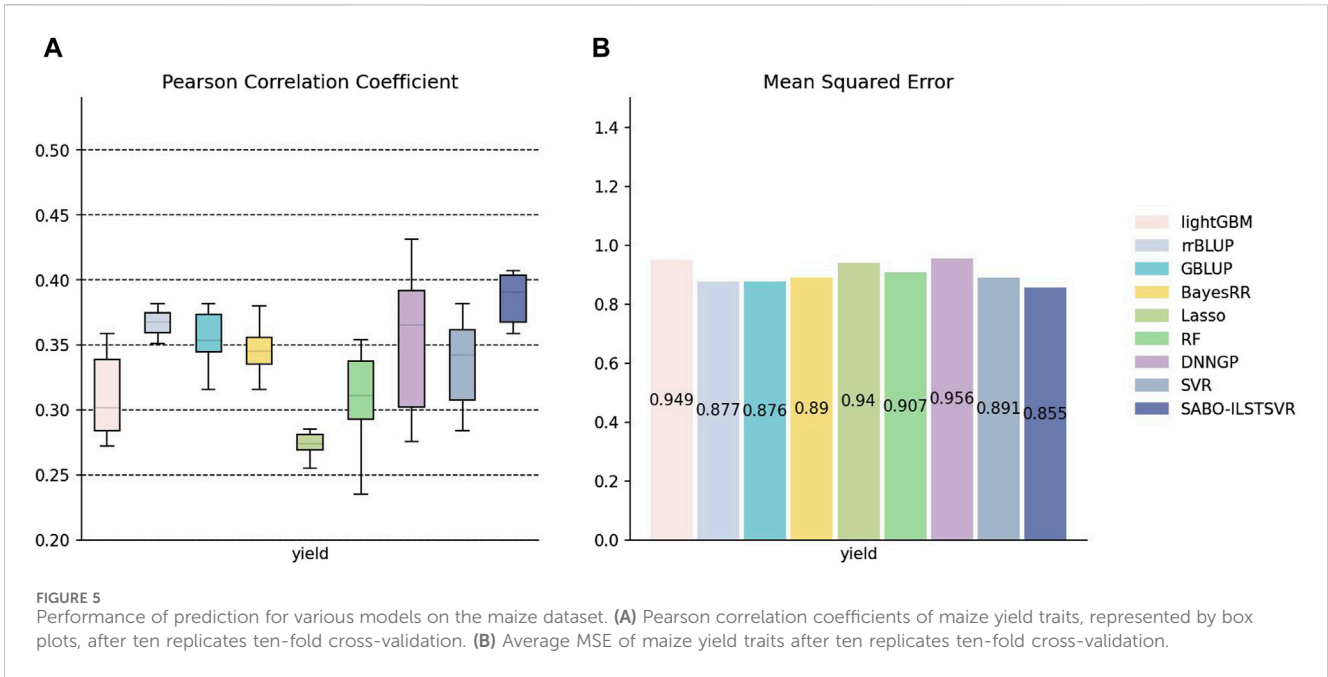 A
Pearson Correlation Coefficient
0.50
0.45
0.40
0.35
0.30
0.25
0.20
yield
B
Mean Squared Error
1.4
1.2
1.0
0.8
0.6
0.4
0.2
0.0
0.949
0.877
0.876
0.89
0.94
0.907
0.956
0.891
0.855
yield
lightGBM
rrBLUP
GBLUP
BayesRR
Lasso
RF
DNNGP
SVR
SABO-ILSTSVR
FIGURE 5
Performance of prediction for various models on the maize dataset. (A) Pearson correlation coefficients of maize yield traits, represented by box
plots, after ten replicates ten-fold cross-validation. (B) Average MSE of maize yield traits after ten replicates ten-fold cross-validation.